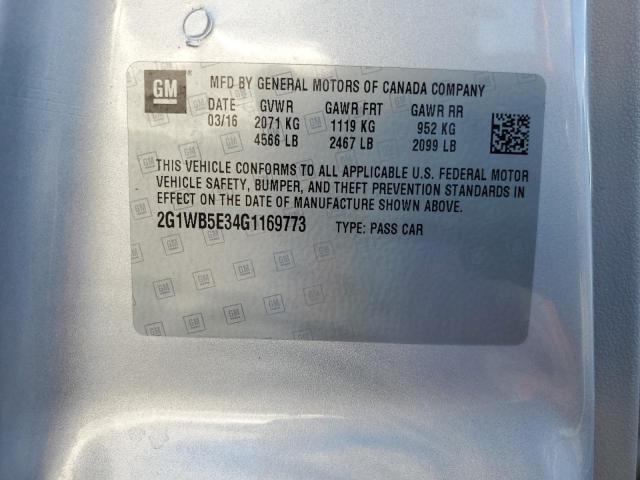 GM
MFD BY GENERAL MOTORS OF CANADA COMPANY
DATE GVWR GAWR FRT GAWR RR
03/16 2071 KG 1119 KG 952 KG
4566 LB 2467 LB 2099 LB
THIS VEHICLE CONFORMS TO ALL APPLICABLE U.S. FEDERAL MOTOR
VEHICLE SAFETY, BUMPER, AND THEFT PREVENTION STANDARDS IN
EFFECT ON THE DATE OF MANUFACTURE SHOWN ABOVE.
2G1WB5E34G1169773 TYPE: PASS CAR